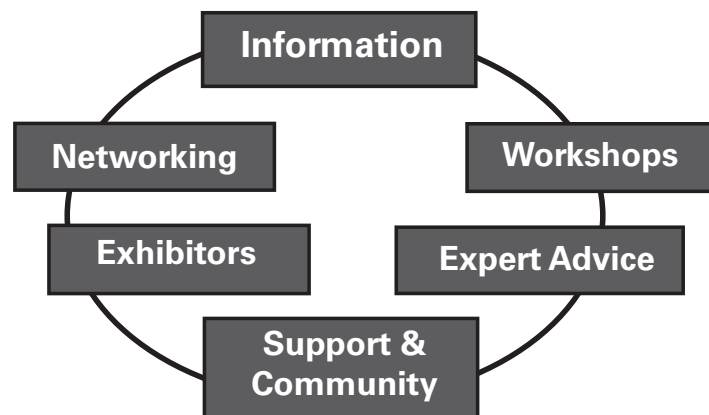 Information
Networking
Workshops
Exhibitors
Expert Advice
Support &
Community